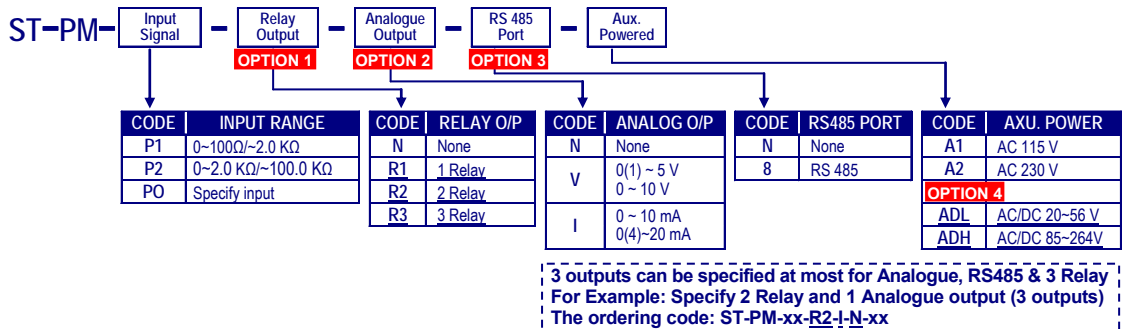 ST-PM- Input Signal - Relay Output - Analogue Output - RS 485 Port - Aux. Powered
OPTION 1 OPTION 2 OPTION 3
CODE INPUT RANGE
P1 0~100Ω/~2.0 KΩ
P2 0~2.0 KΩ/~100.0 KΩ
PO Specify input
CODE RELAY O/P
N None
R1 1 Relay
R2 2 Relay
R3 3 Relay
CODE ANALOG O/P
N None
V 0(1) ~ 5 V
0 ~ 10 V
I 0 ~ 10 mA
0(4)~20 mA
CODE RS485 PORT
N None
8 RS 485
CODE AXU. POWER
A1 AC 115 V
A2 AC 230 V
OPTION 4
ADL AC/DC 20~56 V
ADH AC/DC 85~264V
3 outputs can be specified at most for Analogue, RS485 & 3 Relay
For Example: Specify 2 Relay and 1 Analogue output (3 outputs)
The ordering code: ST-PM-xx-R2-I-N-xx